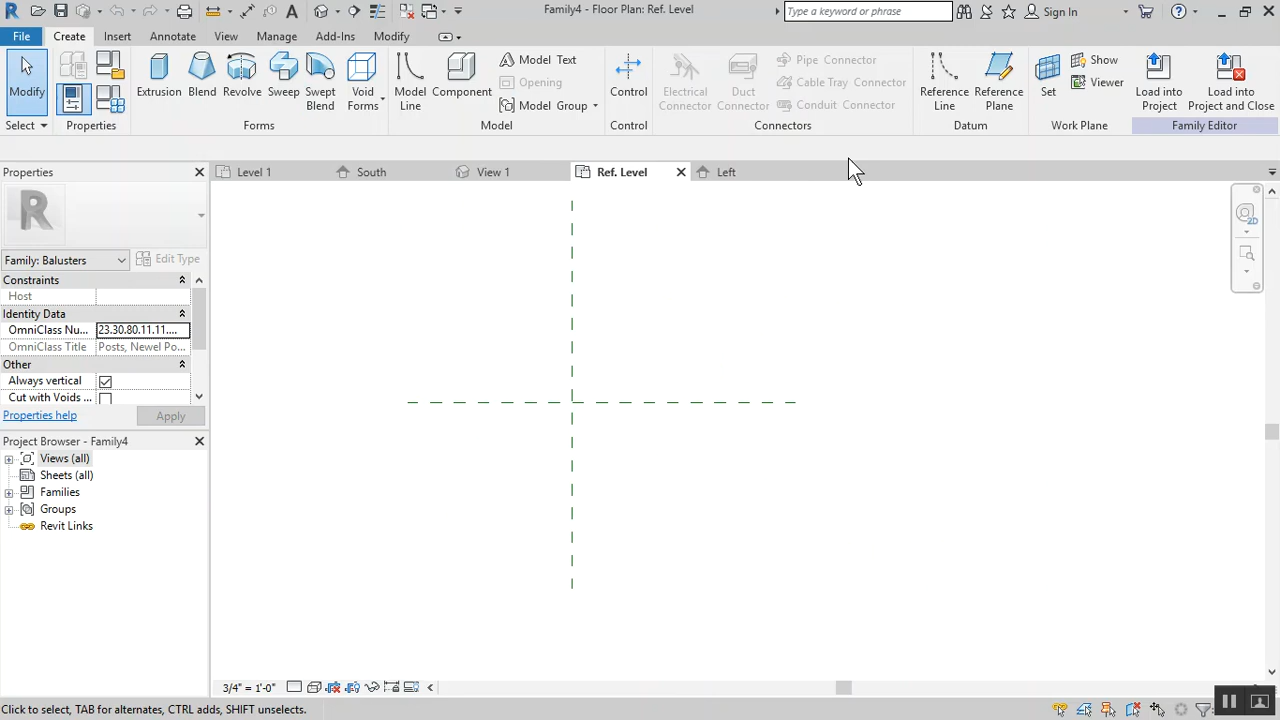 Family4 - Floor Plan: Ref. Level
Type a keyword or phrase
Sign In
File Create Insert Annotate View Manage Add-Ins Modify
Modify
Extrusion Blend Revolve Sweep Swept Blend Void Forms
Model Line Component Model Text
Opening
Model Group
Control
Electrical Connector Duct Connector Pipe Connector
Cable Tray Connector
Conduit Connector
Reference Line Reference Plane
Set Show
Viewer
Load into Project Load into Project and Close
Select Properties Forms Model Control Connectors Datum Work Plane Family Editor
Properties
Level 1 South View 1 Ref. Level Left
R
2D
Family: Balusters Edit Type
Constraints
Host
Identity Data
OmniClass Nu... 23.30.80.11.11....
OmniClass Title Posts, Newel Po...
Other
Always vertical
Cut with Voids ...
Properties help Apply
Project Browser - Family4
Views (all)
Sheets (all)
Families
Groups
Revit Links
3/4" = 1'-0"
Click to select, TAB for alternates, CTRL adds, SHIFT unselects.